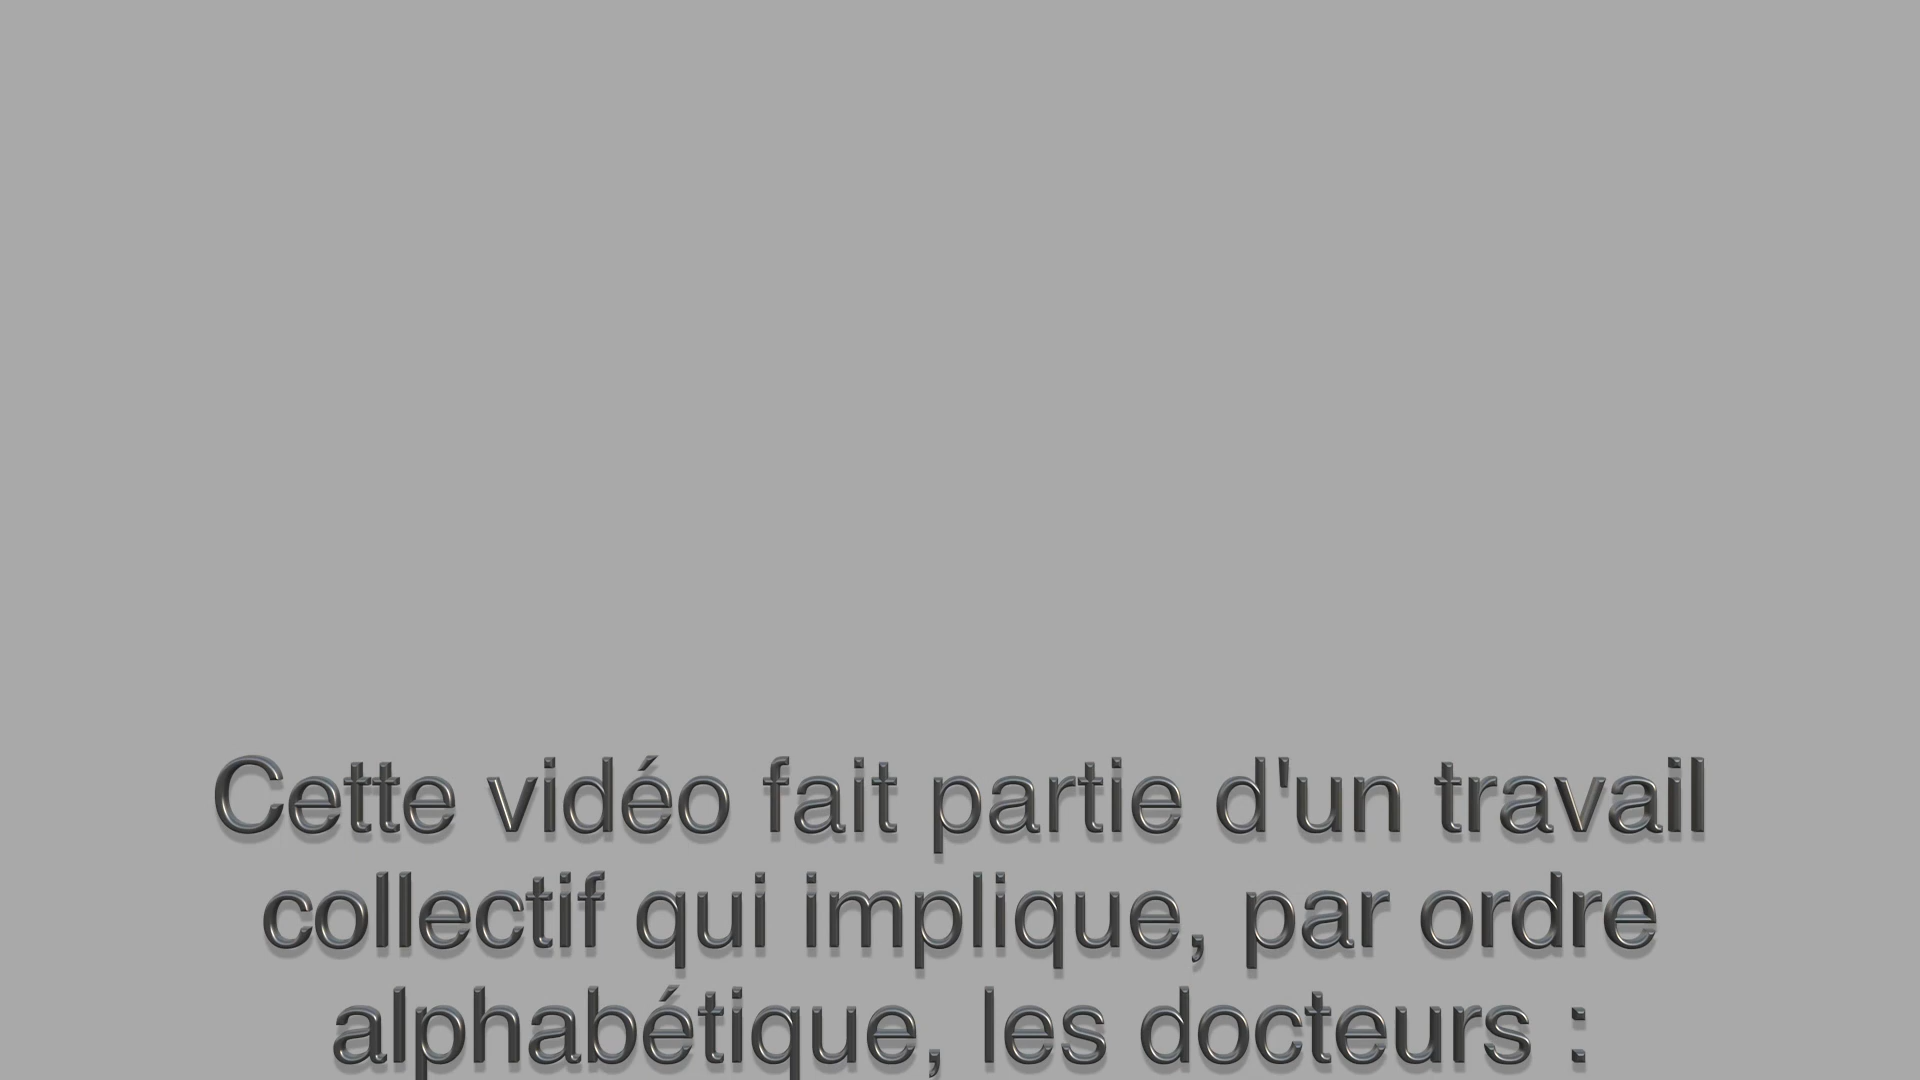 Cette vidéo fait partie d'un travail
collectif qui implique, par ordre
alphabétique, les docteurs :